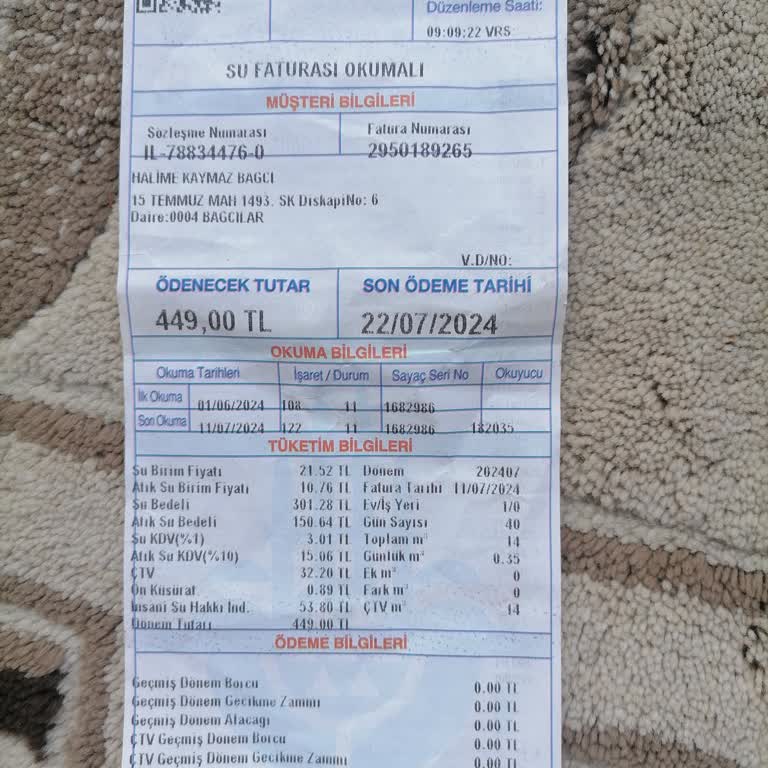 Düzenleme Saati:
09:09:22 VRS
SU FATURASI OKUMALI
MÜŞTERİ BİLGİLERİ
Sözleşme Numarası Fatura Numarası
IL-78834476-0 2950189265
HALIME KAYMAZ BAGCI
15 TEMMUZ MAH 1493. SK DiskapiNo: 6
Daire:0004 BAGCILAR
V.D/NO:
ÖDENECEK TUTAR SON ÖDEME TARİHİ
449,00 TL 22/07/2024
OKUMA BİLGİLERİ
Okuma Tarihleri İşaret / Durum Sayaç Seri No Okuyucu
İlk Okuma 01/06/2024 108 11 1682986
Son Okuma 11/07/2024 122 11 1682986 182035
TÜKETİM BİLGİLERİ
Su Birim Fiyatı 21.52 TL Dönem 202407
Atık Su Birim Fiyatı 10.76 TL Fatura Tarihi 11/07/2024
Su Bedeli 301.28 TL Ev/İş Yeri 1/0
Atık Su Bedeli 150.64 TL Gün Sayısı 40
Su KDV(%1) 3.01 TL Toplam m³ 14
Atık Su KDV(%10) 15.06 TL Günlük m³ 0.35
ÇTV 32.20 TL Ek m³ 0
Ön Küsürat 0.89 TL Fark m³ 0
İnsani Su Hakkı İnd. 53.80 TL ÇTV m³ 14
Dönem Tutarı 449.00 TL
ÖDEME BİLGİLERİ
Geçmiş Dönem Borcu 0.00 TL
Geçmiş Dönem Gecikme Zammı 0.00 TL
Geçmiş Dönem Alacağı 0.00 TL
ÇTV Geçmiş Dönem Borcu 0.00 TL
ÇTV Geçmiş Dönem Gecikme Zammı 0.00 TL